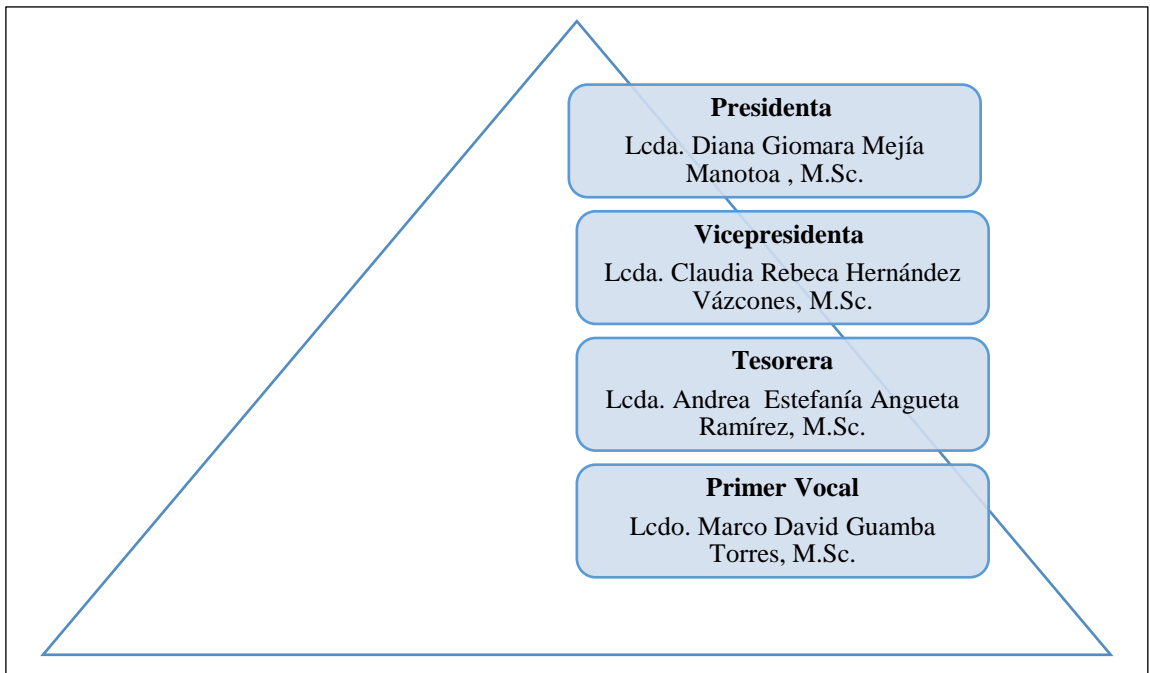 Presidenta
Lcda. Diana Giomara Mejía
Manotoa , M.Sc.
Vicepresidenta
Lcda. Claudia Rebeca Hernández
Vázcones, M.Sc.
Tesorera
Lcda. Andrea  Estefanía Angueta
Ramírez, M.Sc.
Primer Vocal
Lcdo. Marco David Guamba
Torres, M.Sc.